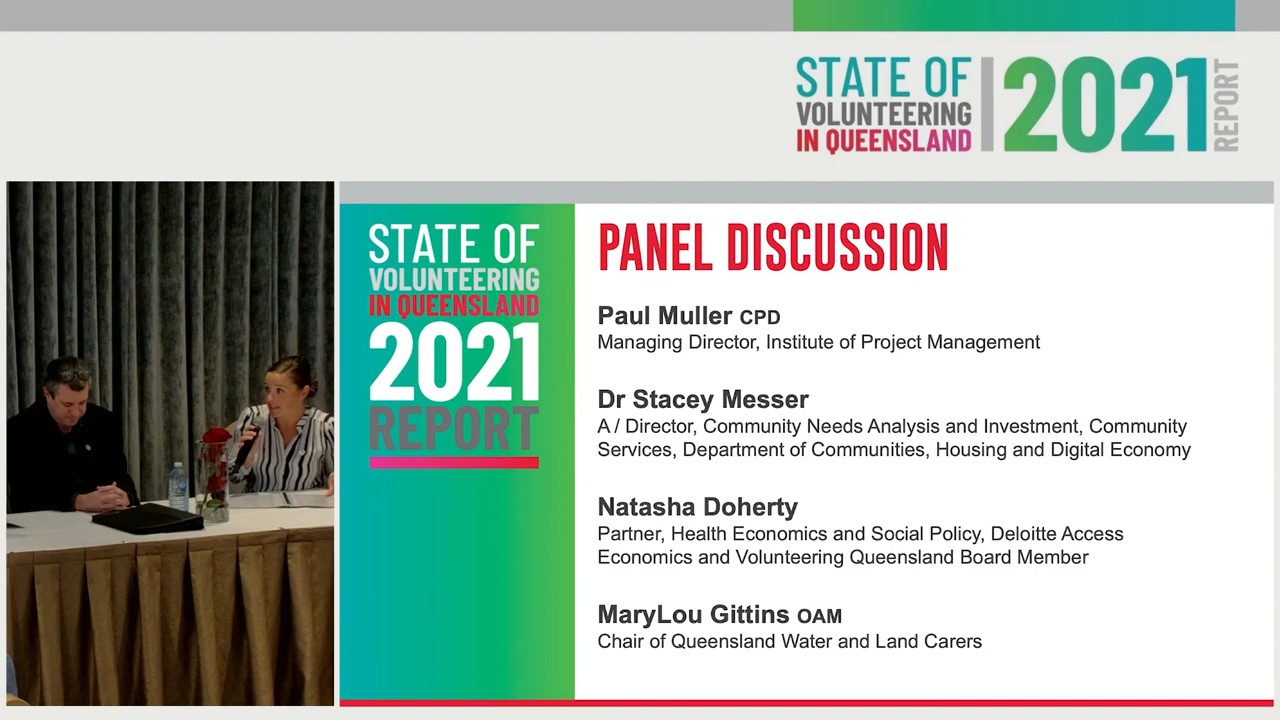 STATE OF
VOLUNTEERING
IN QUEENSLAND
2021
REPORT
STATE OF
VOLUNTEERING
IN QUEENSLAND
2021
REPORT
PANEL DISCUSSION
Paul Muller CPD
Managing Director, Institute of Project Management
Dr Stacey Messer
A / Director, Community Needs Analysis and Investment, Community
Services, Department of Communities, Housing and Digital Economy
Natasha Doherty
Partner, Health Economics and Social Policy, Deloitte Access
Economics and Volunteering Queensland Board Member
MaryLou Gittins OAM
Chair of Queensland Water and Land Carers